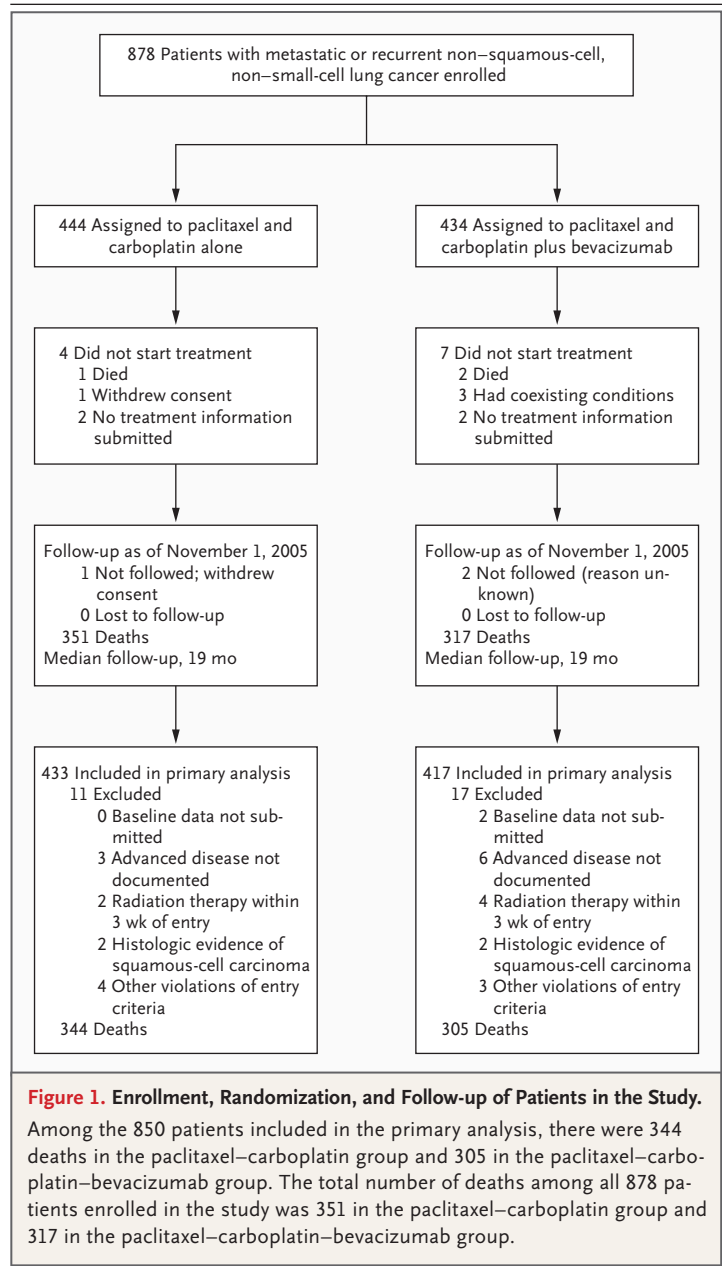 878 Patients with metastatic or recurrent non–squamous-cell,
non–small-cell lung cancer enrolled
444 Assigned to paclitaxel and
carboplatin alone
434 Assigned to paclitaxel and
carboplatin plus bevacizumab
4 Did not start treatment
1 Died
1 Withdrew consent
2 No treatment information
submitted
7 Did not start treatment
2 Died
3 Had coexisting conditions
2 No treatment information
submitted
Follow-up as of November 1, 2005
1 Not followed; withdrew
consent
0 Lost to follow-up
351 Deaths
Median follow-up, 19 mo
Follow-up as of November 1, 2005
2 Not followed (reason un-
known)
0 Lost to follow-up
317 Deaths
Median follow-up, 19 mo
433 Included in primary analysis
11 Excluded
0 Baseline data not sub-
mitted
3 Advanced disease not
documented
2 Radiation therapy within
3 wk of entry
2 Histologic evidence of
squamous-cell carcinoma
4 Other violations of entry
criteria
344 Deaths
417 Included in primary analysis
17 Excluded
2 Baseline data not sub-
mitted
6 Advanced disease not
documented
4 Radiation therapy within
3 wk of entry
2 Histologic evidence of
squamous-cell carcinoma
3 Other violations of entry
criteria
305 Deaths
Figure 1. Enrollment, Randomization, and Follow-up of Patients in the Study.
Among the 850 patients included in the primary analysis, there were 344
deaths in the paclitaxel–carboplatin group and 305 in the paclitaxel–carbo-
platin–bevacizumab group. The total number of deaths among all 878 pa-
tients enrolled in the study was 351 in the paclitaxel–carboplatin group and
317 in the paclitaxel–carboplatin–bevacizumab group.